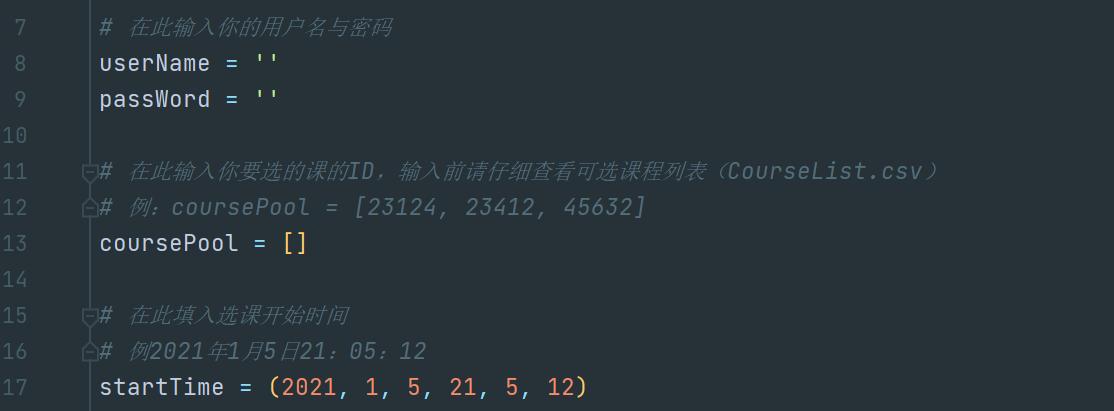 7 # 在此输入你的用户名与密码
8 userName = ''
9 passWord = ''
10
11 # 在此输入你要选的课的ID，输入前请仔细查看可选课程列表（CourseList.csv）
12 # 例：coursePool = [23124, 23412, 45632]
13 coursePool = []
14
15 # 在此填入选课开始时间
16 # 例2021年1月5日21：05：12
17 startTime = (2021, 1, 5, 21, 5, 12)